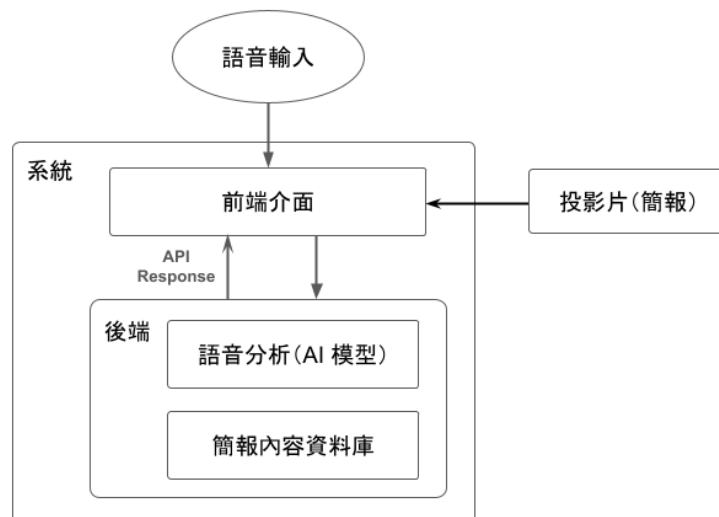 語音輸入
系統
前端介面
投影片(簡報)
API
Response
後端
語音分析(AI 模型)
簡報內容資料庫